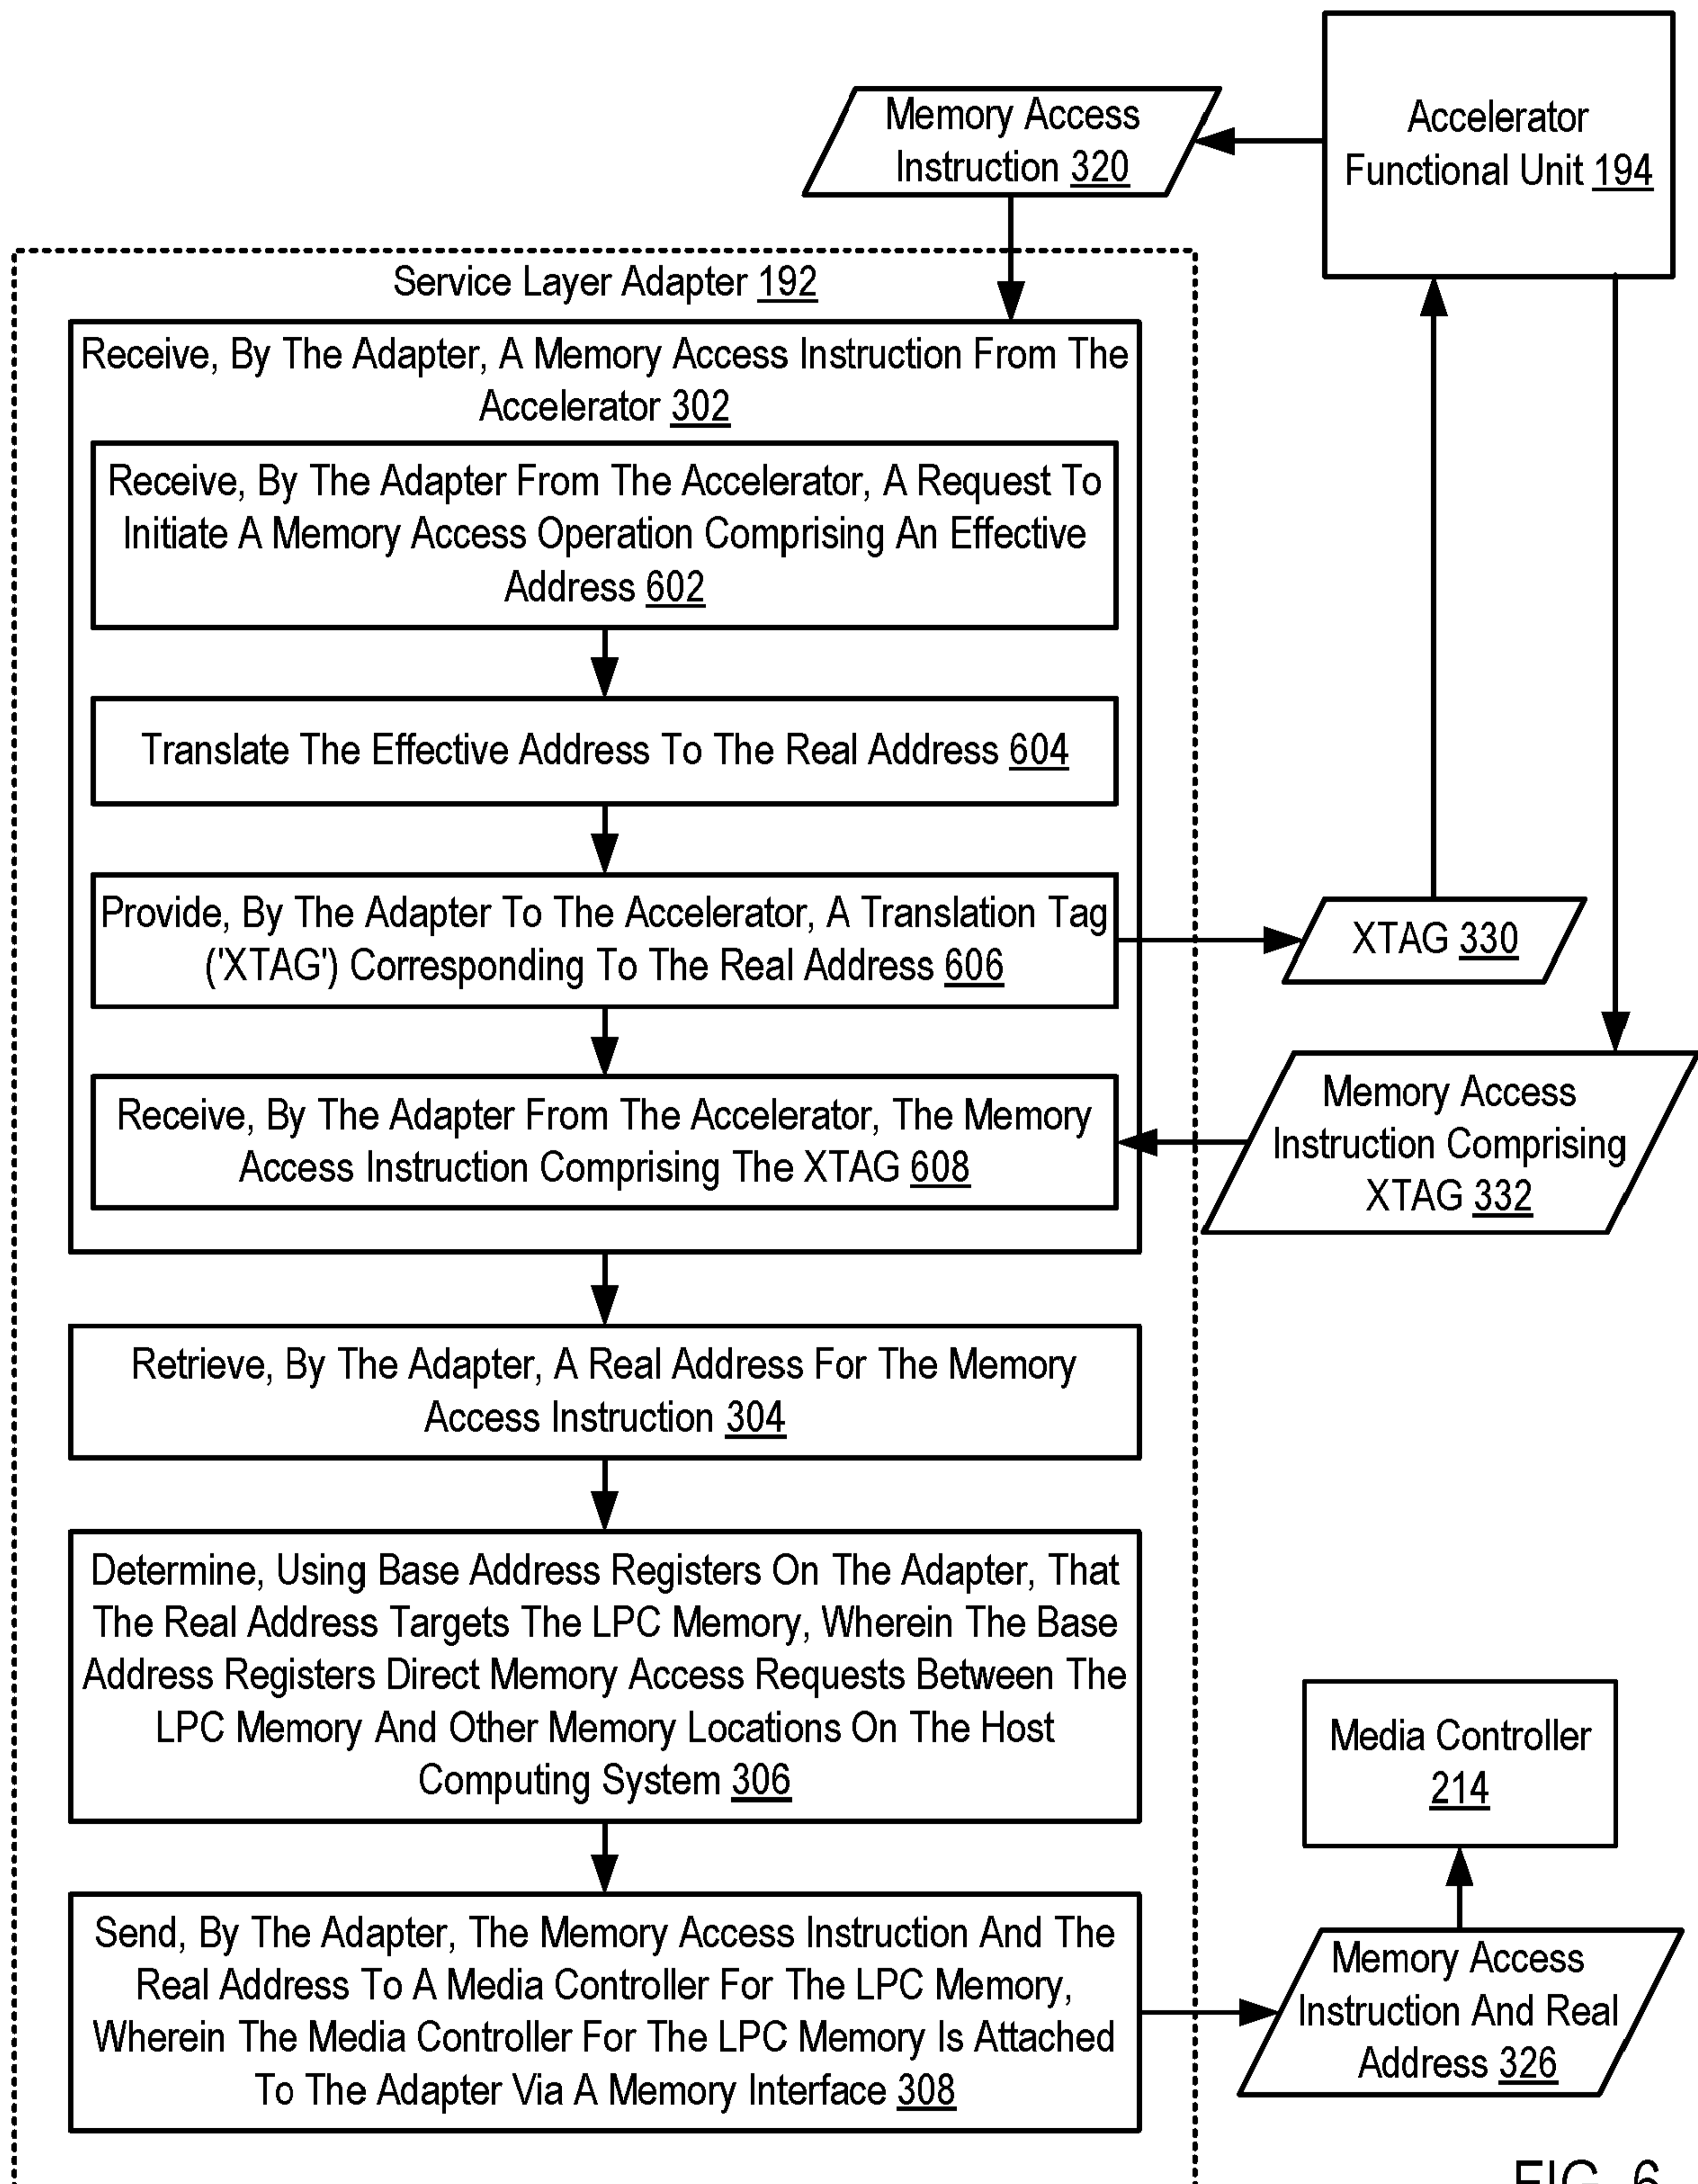 Accelerator
Functional Unit 194
Memory Access
Instruction 320
Service Layer Adapter 192
Receive, By The Adapter, A Memory Access Instruction From The
Accelerator 302
Receive, By The Adapter From The Accelerator, A Request To
Initiate A Memory Access Operation Comprising An Effective
Address 602
Translate The Effective Address To The Real Address 604
Provide, By The Adapter To The Accelerator, A Translation Tag
('XTAG') Corresponding To The Real Address 606
XTAG 330
Receive, By The Adapter From The Accelerator, The Memory
Access Instruction Comprising The XTAG 608
Memory Access
Instruction Comprising
XTAG 332
Retrieve, By The Adapter, A Real Address For The Memory
Access Instruction 304
Determine, Using Base Address Registers On The Adapter, That
The Real Address Targets The LPC Memory, Wherein The Base
Address Registers Direct Memory Access Requests Between The
LPC Memory And Other Memory Locations On The Host
Computing System 306
Media Controller
214
Send, By The Adapter, The Memory Access Instruction And The
Real Address To A Media Controller For The LPC Memory,
Wherein The Media Controller For The LPC Memory Is Attached
To The Adapter Via A Memory Interface 308
Memory Access
Instruction And Real
Address 326
FIG. 6